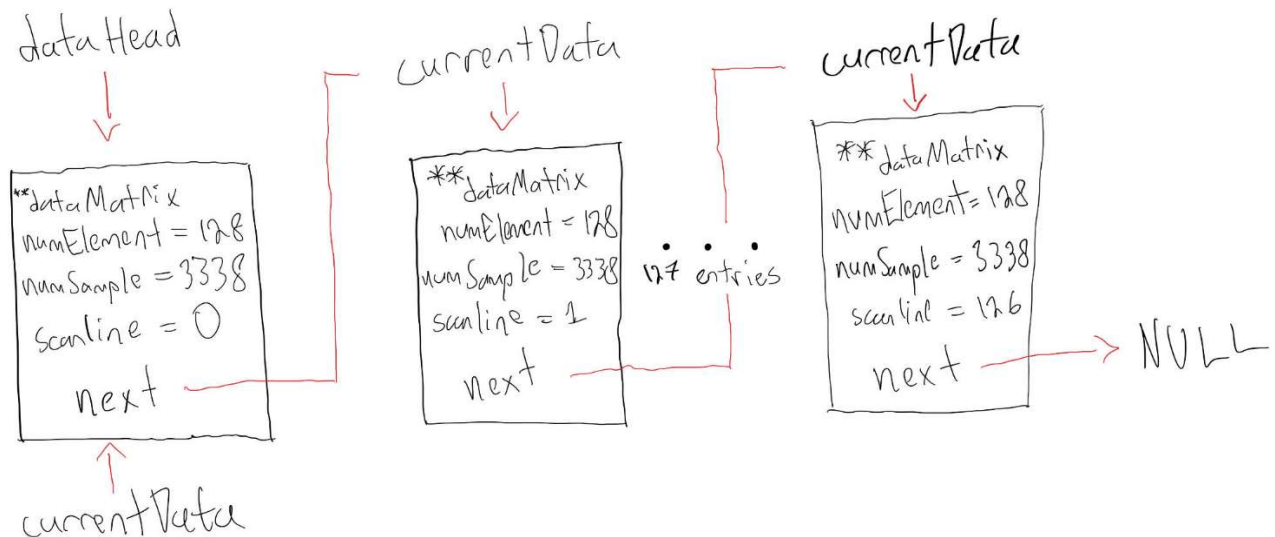 dataHead
**dataMatrix
numElement = 128
numSample = 3338
scanline = 0
next
currentData
currentData
**dataMatrix
numElement = 128
numSample = 3338
scanline = 1
next
127 entries
currentData
**dataMatrix
numElement = 128
numSample = 3338
scanline = 126
next
NULL